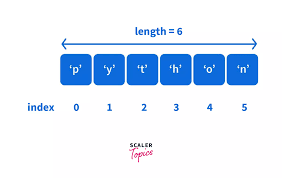 length = 6
'p' 'y' 't' 'h' 'o' 'n'
index 0 1 2 3 4 5
SCALER
Topics